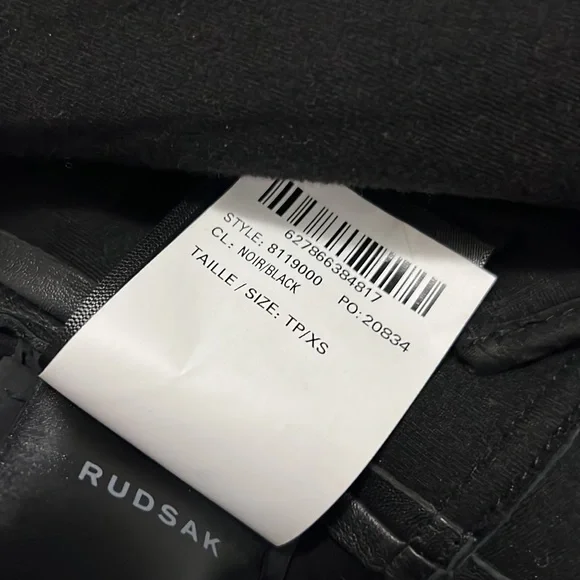 627866384817
STYLE: 8119000 PO: 20834
CL: NOIR/BLACK
TAILLE / SIZE: TP/XS
RUDSAK